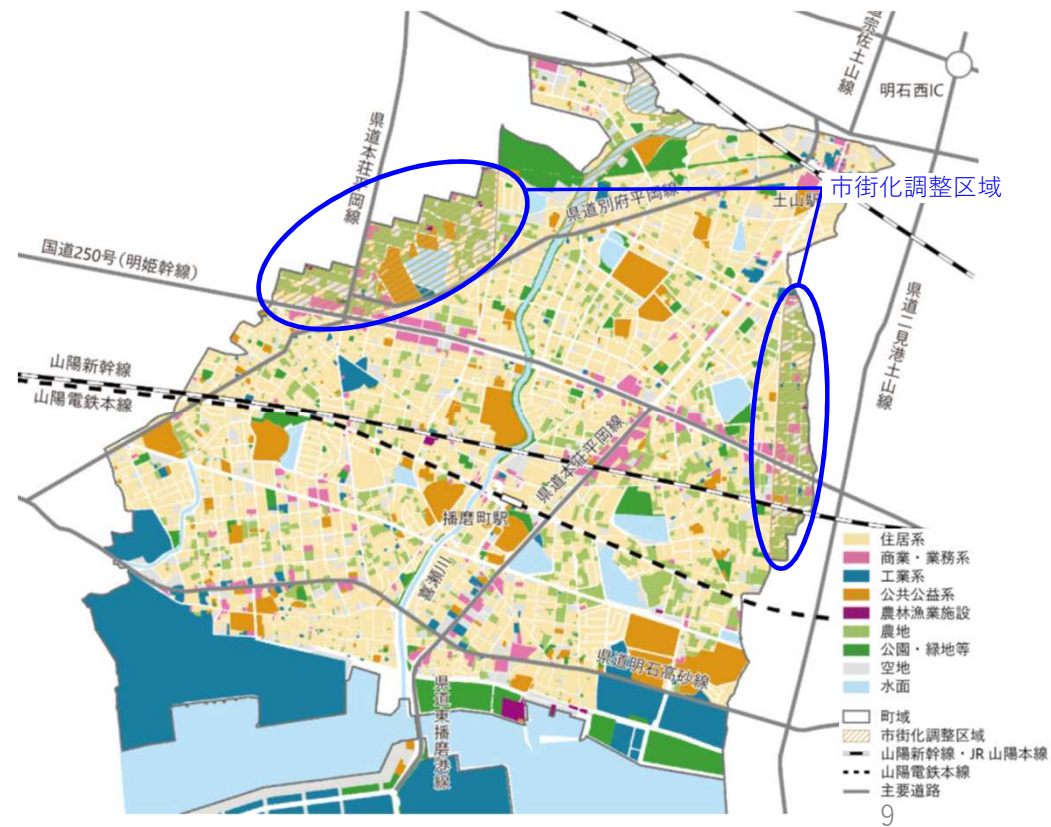 県道宗佐土山線
明石西IC
県道本荘平岡線
市街化調整区域
土山駅
県道別府平岡線
国道250号(明姫幹線)
県道二見港土山線
山陽新幹線
山陽電鉄本線
県道本荘平岡線
播磨町駅
喜瀬川
県道明石高砂線
県道東播磨港線
住居系
商業・業務系
工業系
公共公益系
農林漁業施設
農地
公園・緑地等
空地
水面
町域
市街化調整区域
山陽新幹線・JR 山陽本線
山陽電鉄本線
主要道路
9